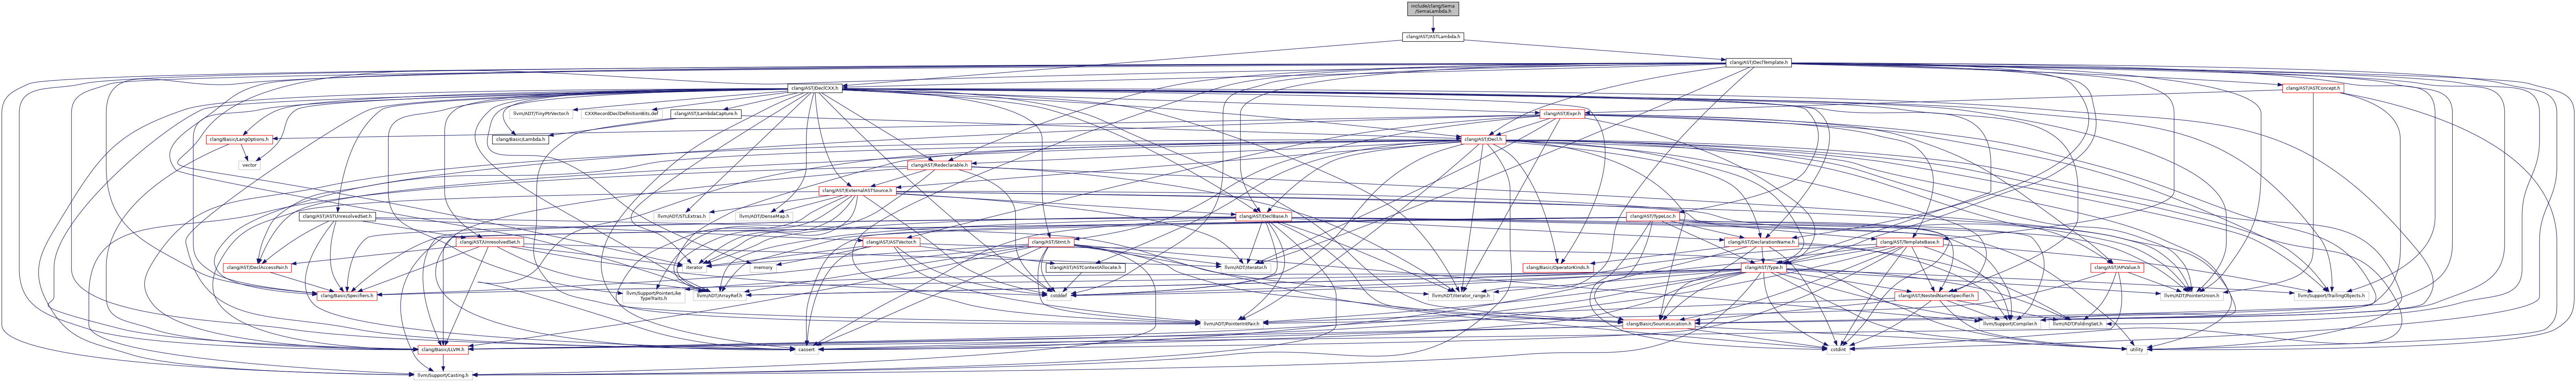 include/clang/Sema
/SemaLambda.h
clang/AST/ASTLambda.h
clang/AST/DeclTemplate.h
clang/AST/DeclCXX.h
clang/AST/ASTConcept.h
llvm/ADT/TinyPtrVector.h
CXXRecordDeclDefinitionBits.def
clang/AST/LambdaCapture.h
clang/AST/Expr.h
clang/Basic/LangOptions.h
clang/Basic/Lambda.h
clang/AST/Decl.h
vector
clang/AST/Redeclarable.h
clang/AST/ExternalASTSource.h
clang/AST/ASTUnresolvedSet.h
llvm/ADT/STLExtras.h
llvm/ADT/DenseMap.h
clang/AST/DeclBase.h
clang/AST/TypeLoc.h
clang/AST/UnresolvedSet.h
clang/AST/ASTVector.h
clang/AST/Stmt.h
clang/AST/DeclarationName.h
clang/AST/TemplateBase.h
clang/AST/DeclAccessPair.h
iterator
memory
clang/AST/ASTContextAllocate.h
llvm/ADT/iterator.h
clang/Basic/OperatorKinds.h
clang/AST/Type.h
clang/AST/APValue.h
clang/Basic/Specifiers.h
llvm/Support/PointerLike
TypeTraits.h
llvm/ADT/ArrayRef.h
cstddef
llvm/ADT/iterator_range.h
clang/AST/NestedNameSpecifier.h
llvm/ADT/PointerUnion.h
llvm/Support/TrailingObjects.h
llvm/ADT/PointerIntPair.h
clang/Basic/SourceLocation.h
llvm/Support/Compiler.h
llvm/ADT/FoldingSet.h
clang/Basic/LLVM.h
cassert
cstdint
utility
llvm/Support/Casting.h